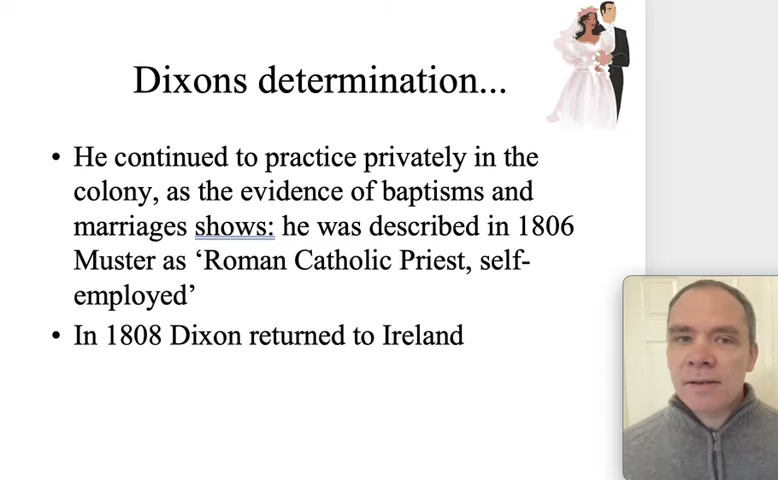 Dixons determination...
• He continued to practice privately in the
colony, as the evidence of baptisms and
marriages shows: he was described in 1806
Muster as ‘Roman Catholic Priest, self-
employed’
• In 1808 Dixon returned to Ireland